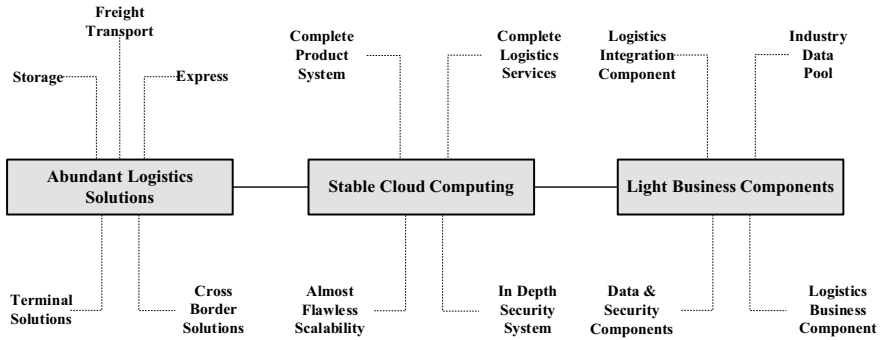 Freight
Transport
Storage
Express
Complete
Product
System
Complete
Logistics
Services
Logistics
Integration
Component
Industry
Data
Pool
Abundant Logistics
Solutions
Stable Cloud Computing
Light Business Components
Terminal
Solutions
Cross
Border
Solutions
Almost
Flawless
Scalability
In Depth
Security
System
Data &
Security
Components
Logistics
Business
Component